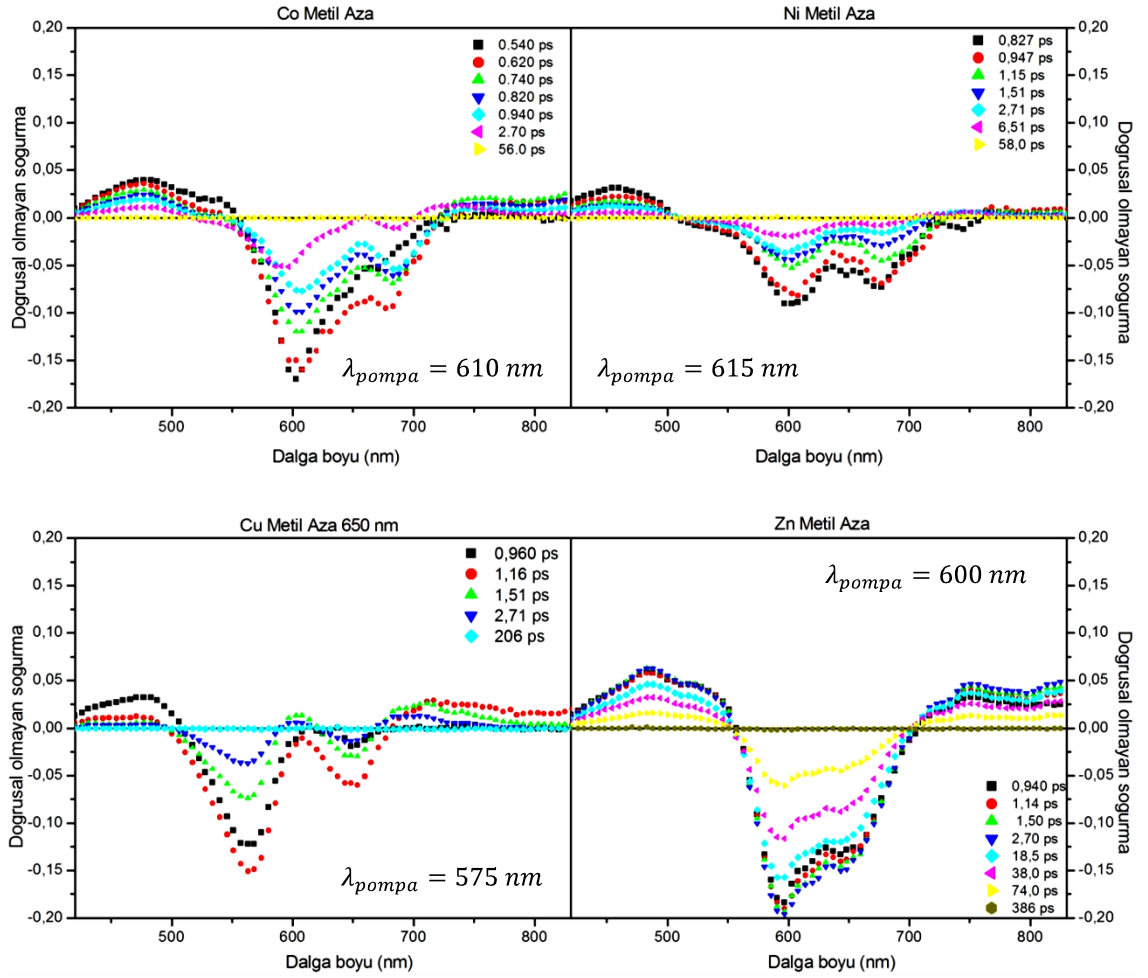 Co Metil Aza
Ni Metil Aza
0,20
0,15
0,10
0,05
0,00
-0,05
-0,10
-0,15
-0,20
Dogrusal olmayan sogurma
0.540 ps
0.620 ps
0.740 ps
0.820 ps
0.940 ps
2.70 ps
56.0 ps
λpompa = 610 nm
500
600
700
800
Dalga boyu (nm)
0,827 ps
0,947 ps
1,15 ps
1,51 ps
2,71 ps
6,51 ps
58,0 ps
λpompa = 615 nm
500
600
700
800
Dalga boyu (nm)
0,20
0,15
0,10
0,05
0,00
-0,05
-0,10
-0,15
-0,20
Dogrusal olmayan sogurma
Cu Metil Aza 650 nm
Zn Metil Aza
0,20
0,15
0,10
0,05
0,00
-0,05
-0,10
-0,15
-0,20
Dogrusal olmayan sogurma
0,960 ps
1,16 ps
1,51 ps
2,71 ps
206 ps
λpompa = 575 nm
500
600
700
800
Dalga boyu (nm)
λpompa = 600 nm
0,940 ps
1,14 ps
1,50 ps
2,70 ps
18,5 ps
38,0 ps
74,0 ps
386 ps
500
600
700
800
Dalga boyu (nm)
0,20
0,15
0,10
0,05
0,00
-0,05
-0,10
-0,15
-0,20
Dogrusal olmayan sogurma